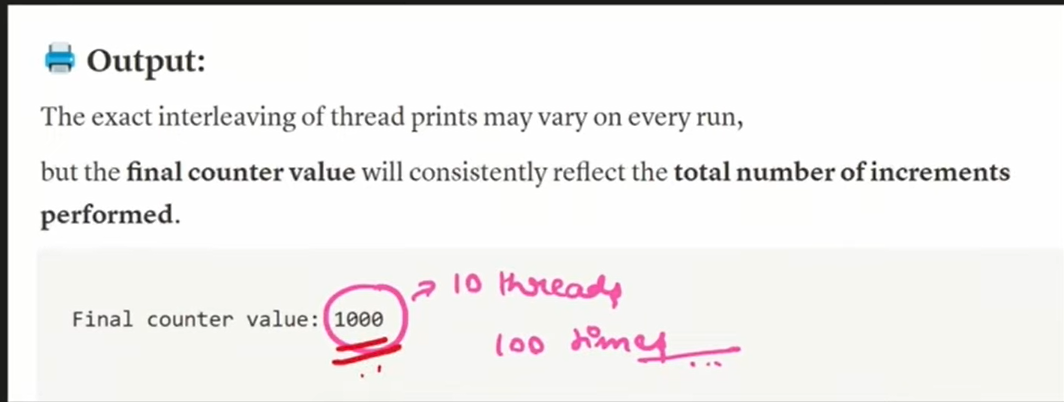 Output:
The exact interleaving of thread prints may vary on every run,
but the final counter value will consistently reflect the total number of increments
performed.
Final counter value: 1000
→ 10 threads
100 times